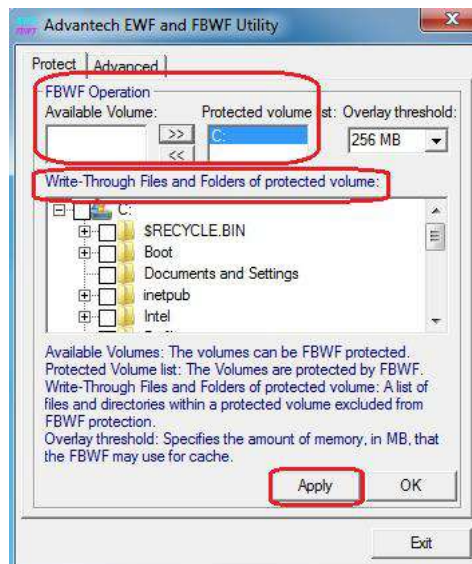 Advantech EWF and FBWF Utility
Protect Advanced
FBWF Operation
Available Volume: Protected volume st: Overlay threshold:
>> C: 256 MB
<<
Write-Through Files and Folders of protected volume:
C:
$RECYCLE.BIN
Boot
Documents and Settings
inetpub
Intel
Available Volumes: The volumes can be FBWF protected.
Protected Volume list: The Volumes are protected by FBWF.
Write-Through Files and Folders of protected volume: A list of
files and directories within a protected volume excluded from
FBWF protection.
Overlay threshold: Specifies the amount of memory, in MB, that
the FBWF may use for cache.
Apply OK
Exit